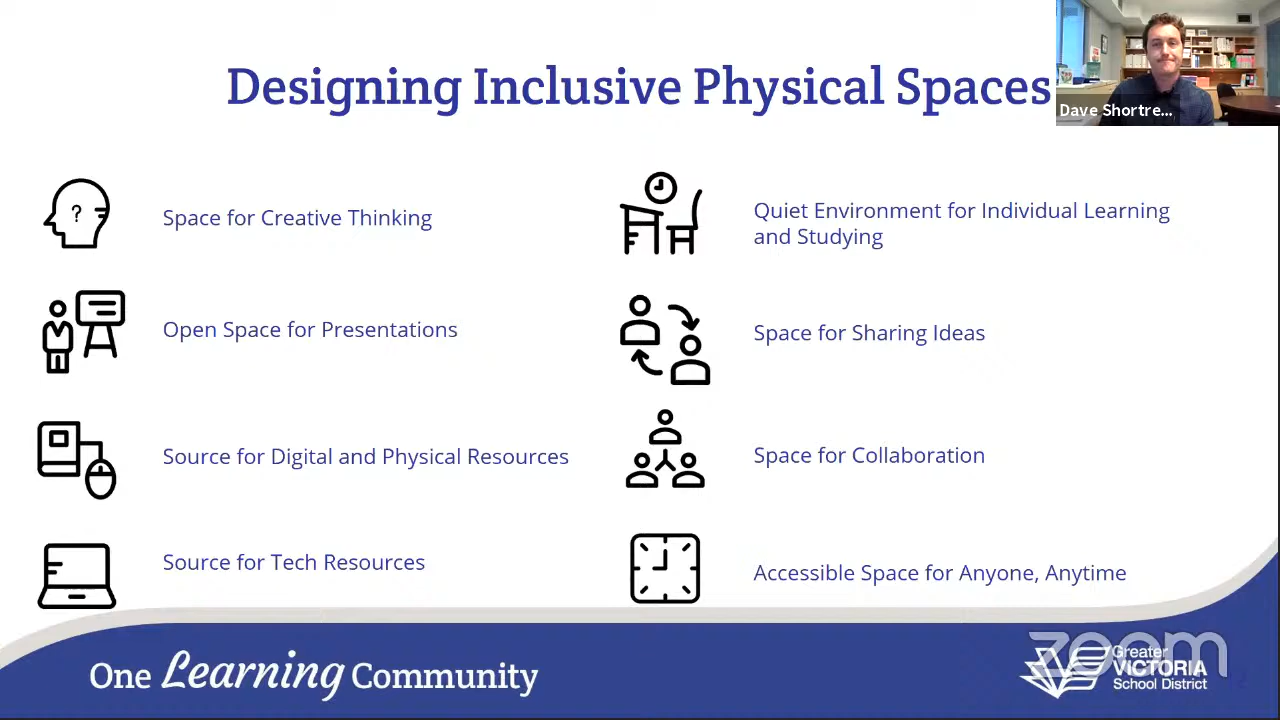 Designing Inclusive Physical Spaces
Dave Shortre...
?
Space for Creative Thinking
Open Space for Presentations
Source for Digital and Physical Resources
Source for Tech Resources
Quiet Environment for Individual Learning
and Studying
Space for Sharing Ideas
Space for Collaboration
Accessible Space for Anyone, Anytime
One Learning Community
zoom
Greater
VICTORIA
School District